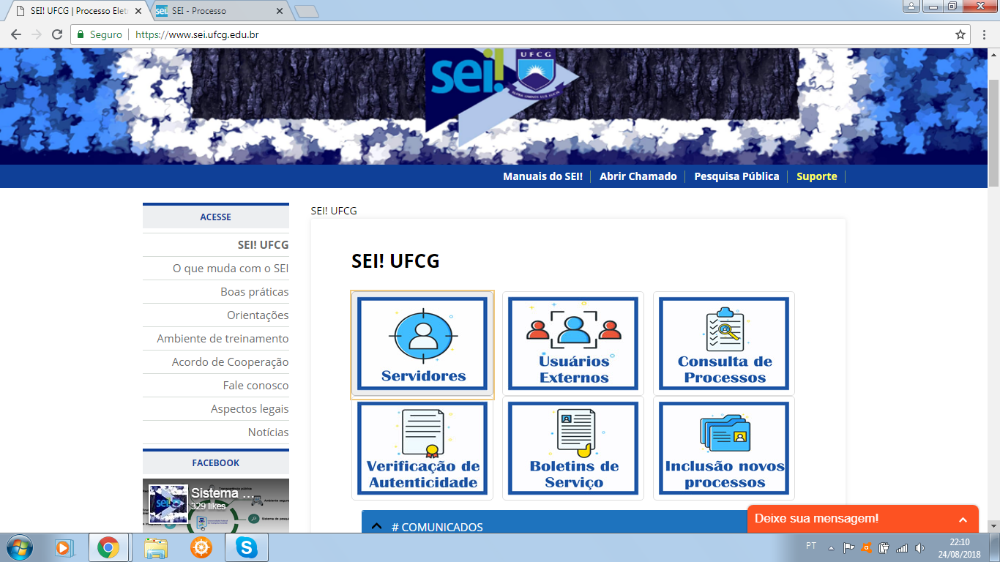 SEI! UFCG | Processo Elet
SEI - Processo
Seguro
https://www.sei.ufcg.edu.br
sei!
UFCG
Manuais do SEI!
Abrir Chamado
Pesquisa Pública
Suporte
ACESSE
SEI! UFCG
O que muda com o SEI
Boas práticas
Orientações
Ambiente de treinamento
Acordo de Cooperação
Fale conosco
Aspectos legais
Notícias
FACEBOOK
sei!
Sistema ...
329 likes
SEI! UFCG
SEI! UFCG
Servidores
Usuários
Externos
Consulta de
Processos
Verificação de
Autenticidade
Boletins de
Serviço
Inclusão novos
processos
# COMUNICADOS
Deixe sua mensagem!
PT
22:10
24/08/2018